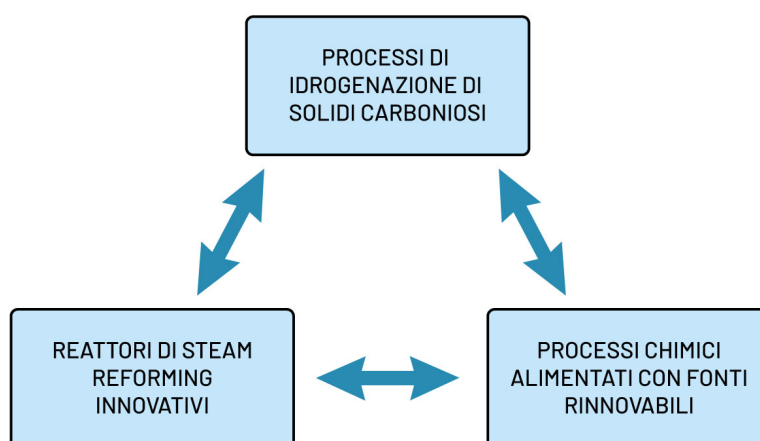 PROCESSI DI
IDROGENAZIONE DI
SOLIDI CARBONIOSI
REATTORI DI STEAM
REFORMING
INNOVATIVI
PROCESSI CHIMICI
ALIMENTATI CON FONTI
RINNOVABILI